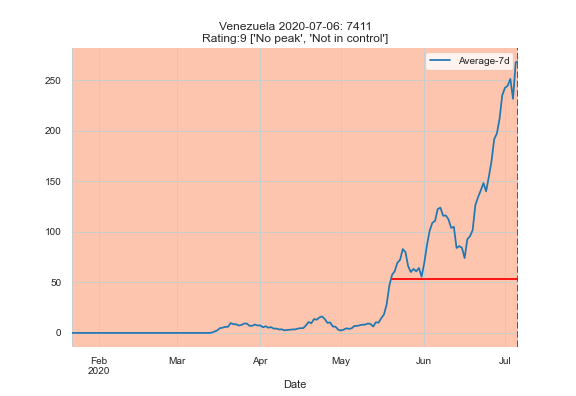 Venezuela 2020-07-06: 7411
Rating:9 ['No peak', 'Not in control']
Average-7d
250
200
150
100
50
0
Feb
2020
Mar
Apr
May
Jun
Jul
Date